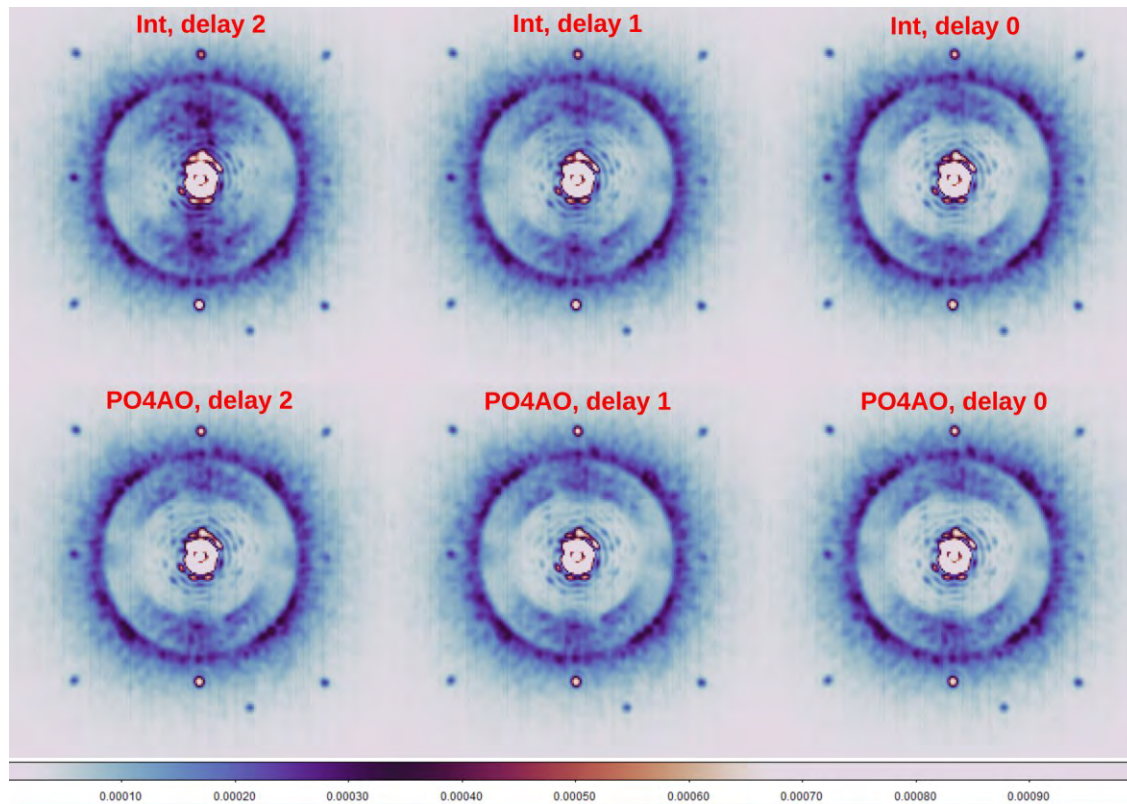 Int, delay 2 Int, delay 1 Int, delay 0
PO4AO, delay 2 PO4AO, delay 1 PO4AO, delay 0
0.00010 0.00020 0.00030 0.00040 0.00050 0.00060 0.00070 0.00080 0.00090